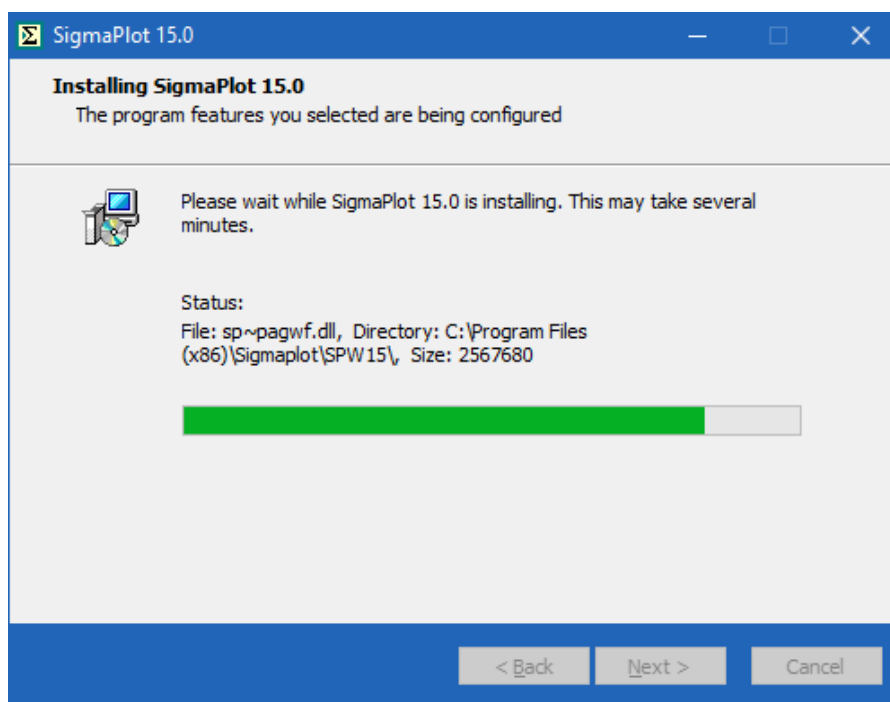 SigmaPlot 15.0
Installing SigmaPlot 15.0
The program features you selected are being configured
Please wait while SigmaPlot 15.0 is installing. This may take several
minutes.
Status:
File: sp~pagwf.dll, Directory: C:\Program Files
(x86)\Sigmaplot\SPW15\, Size: 2567680
< Back
Next >
Cancel